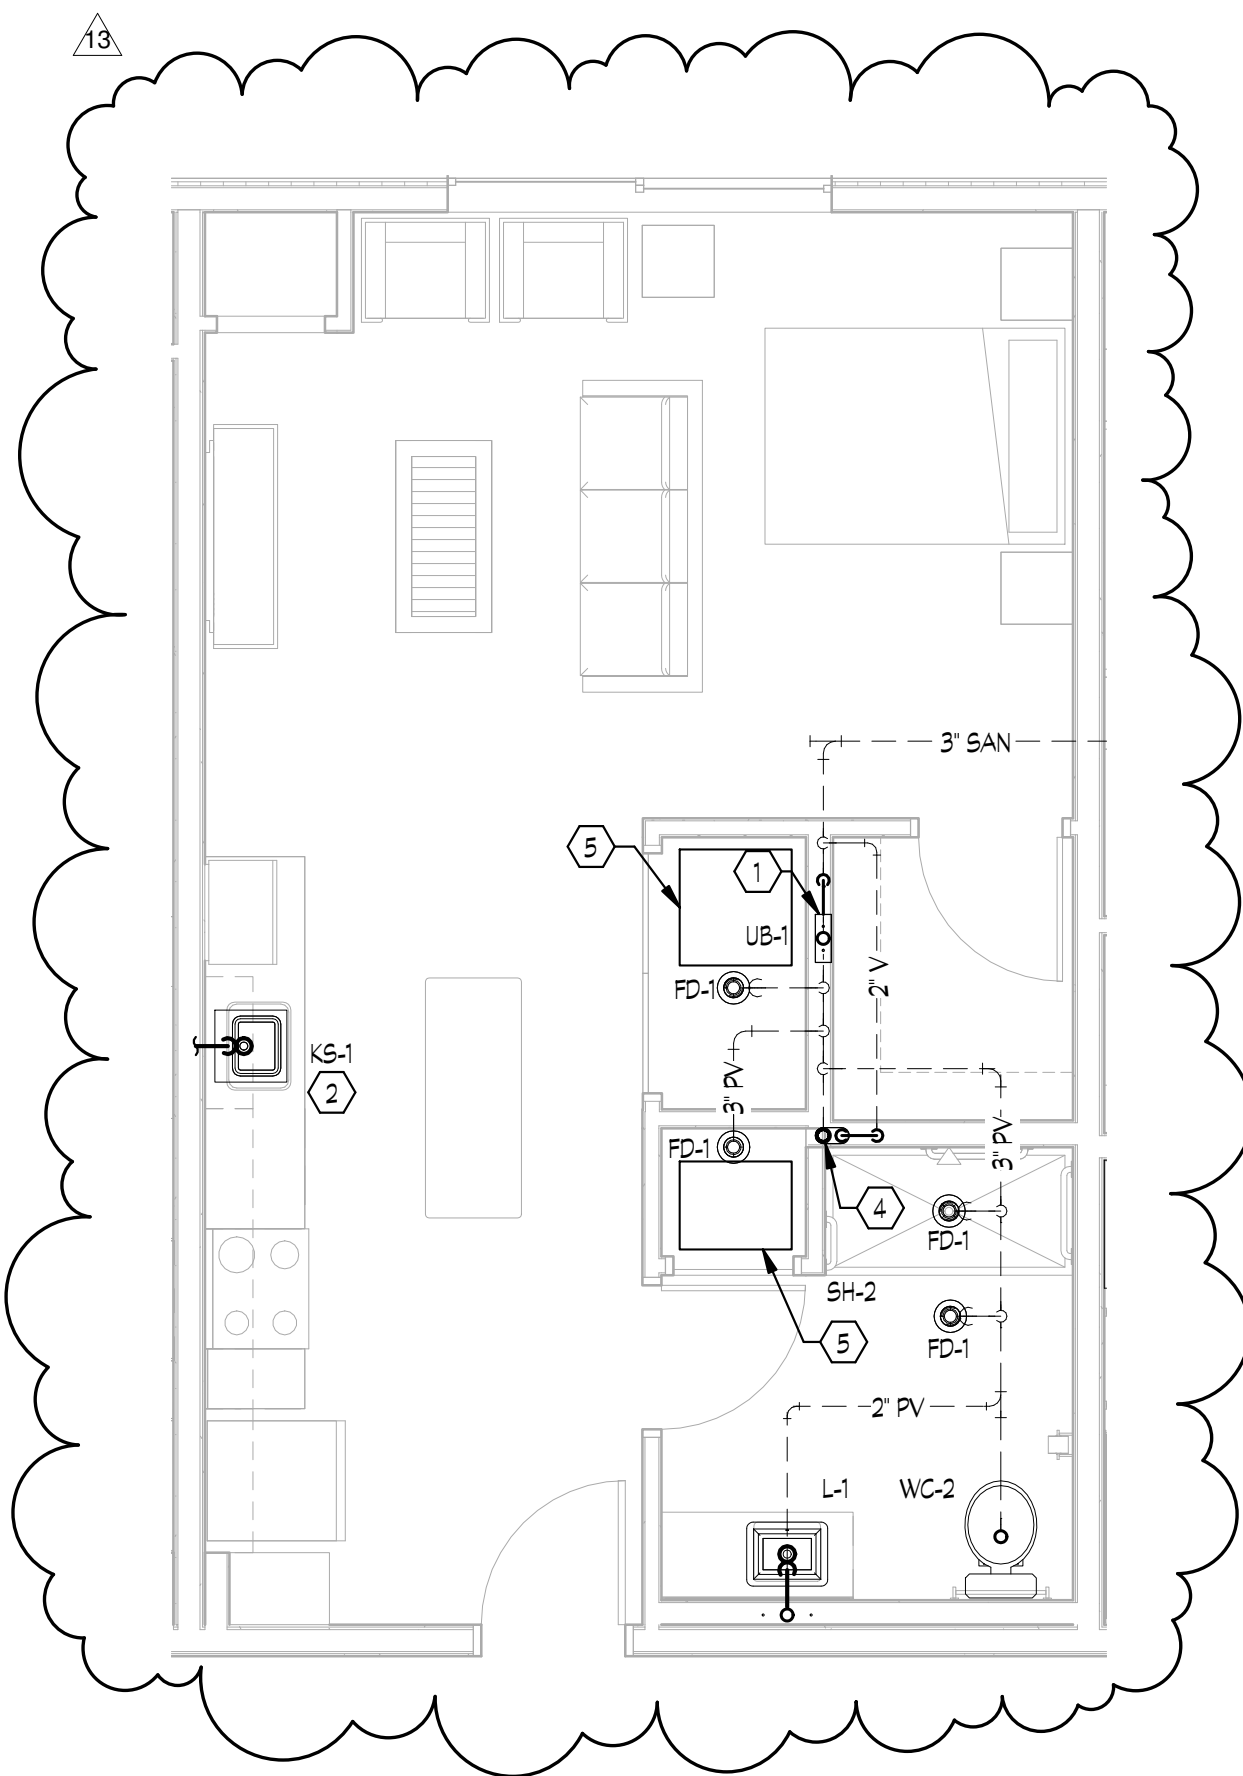 13
3" SAN
5
1
UB-1
2" V
FD-1
KS-1
2
3" PV
3" PV
FD-1
4
FD-1
SH-2
5
FD-1
2" PV
L-1
WC-2